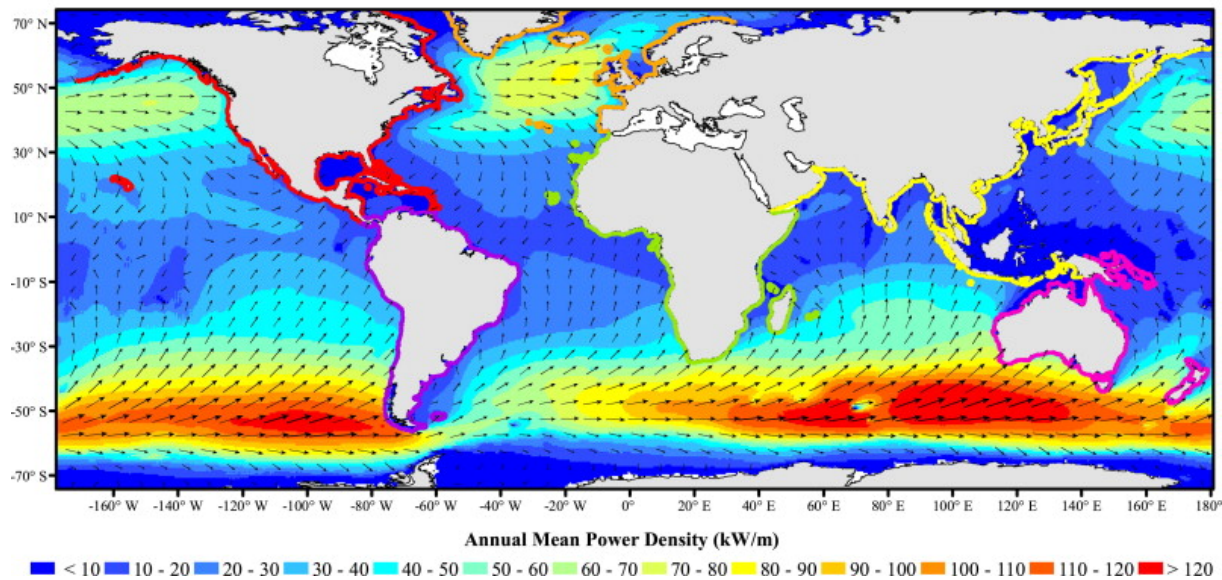 70° N
50° N
30° N
10° N
-10° S
-30° S
-50° S
-70° S
-160° W -140° W -120° W -100° W -80° W -60° W -40° W -20° W 0° 20° E 40° E 60° E 80° E 100° E 120° E 140° E 160° E 180° E
Annual Mean Power Density (kW/m)
< 10 10 - 20 20 - 30 30 - 40 40 - 50 50 - 60 60 - 70 70 - 80 80 - 90 90 - 100 100 - 110 110 - 120 > 120